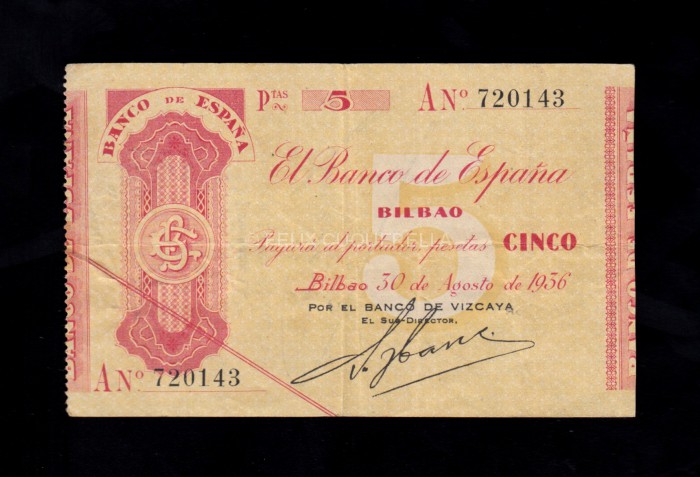 BANCO DE ESPAÑA
PTAS 5
A Nº 720143
5
El Banco de España
BILBAO
Pagará al portador pesetas CINCO
Bilbao 30 de Agosto de 1936
POR EL BANCO DE VIZCAYA
EL SUB-DIRECTOR,
A Nº 720143